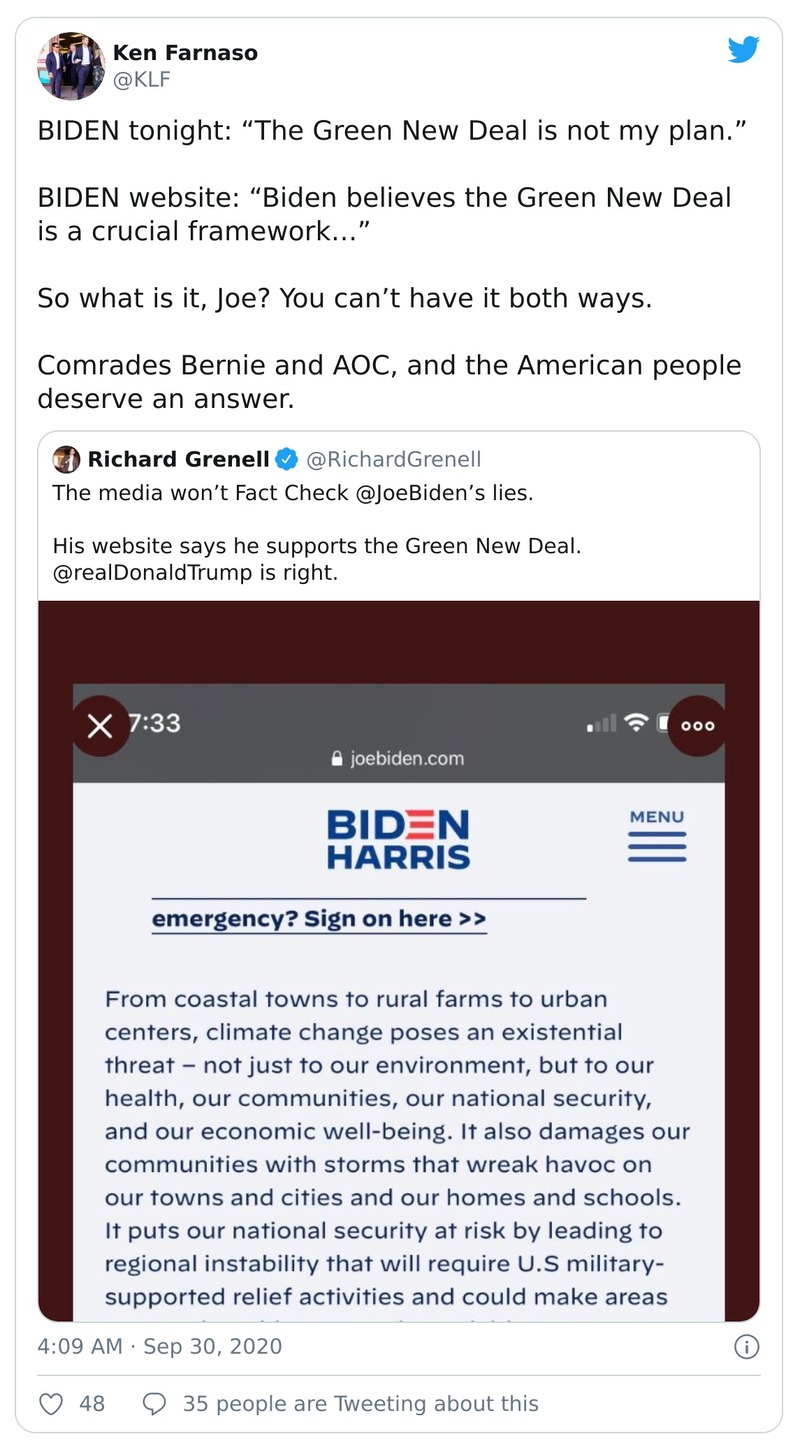 Ken Farnaso
@KLF
BIDEN tonight: “The Green New Deal is not my plan.”
BIDEN website: “Biden believes the Green New Deal
is a crucial framework…”
So what is it, Joe? You can’t have it both ways.
Comrades Bernie and AOC, and the American people
deserve an answer.
Richard Grenell @RichardGrenell
The media won’t Fact Check @JoeBiden’s lies.
His website says he supports the Green New Deal.
@realDonaldTrump is right.
7:33
joebiden.com
BIDEN
HARRIS
MENU
emergency? Sign on here >>
From coastal towns to rural farms to urban
centers, climate change poses an existential
threat – not just to our environment, but to our
health, our communities, our national security,
and our economic well-being. It also damages our
communities with storms that wreak havoc on
our towns and cities and our homes and schools.
It puts our national security at risk by leading to
regional instability that will require U.S military-
supported relief activities and could make areas
4:09 AM · Sep 30, 2020
48
35 people are Tweeting about this